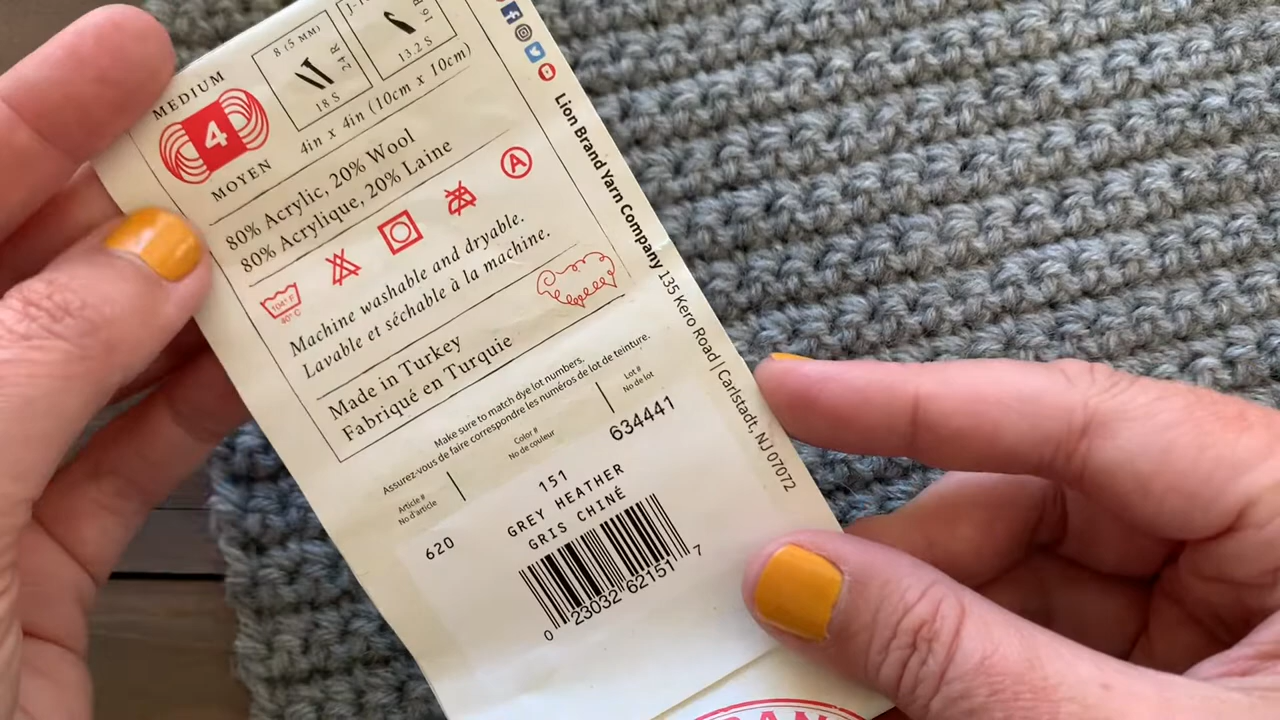 MEDIUM
4
MOYEN
8 (5 MM)
24 R
18 S
13.2 S
4in x 4in (10cm x 10cm)
80% Acrylic, 20% Wool
80% Acrylique, 20% Laine
104° F
40° C
A
Machine washable and dryable.
Lavable et séchable à la machine.
Made in Turkey
Fabriqué en Turquie
Make sure to match dye lot numbers.
Assurez-vous de faire correspondre les numéros de lot de teinture.
Article #
No d'article
Color #
No de couleur
Lot #
No de lot
620
151
634441
GREY HEATHER
GRIS CHINÉ
0 23032 62151 7
Lion Brand Yarn Company 135 Kero Road | Carlstadt, NJ 07072